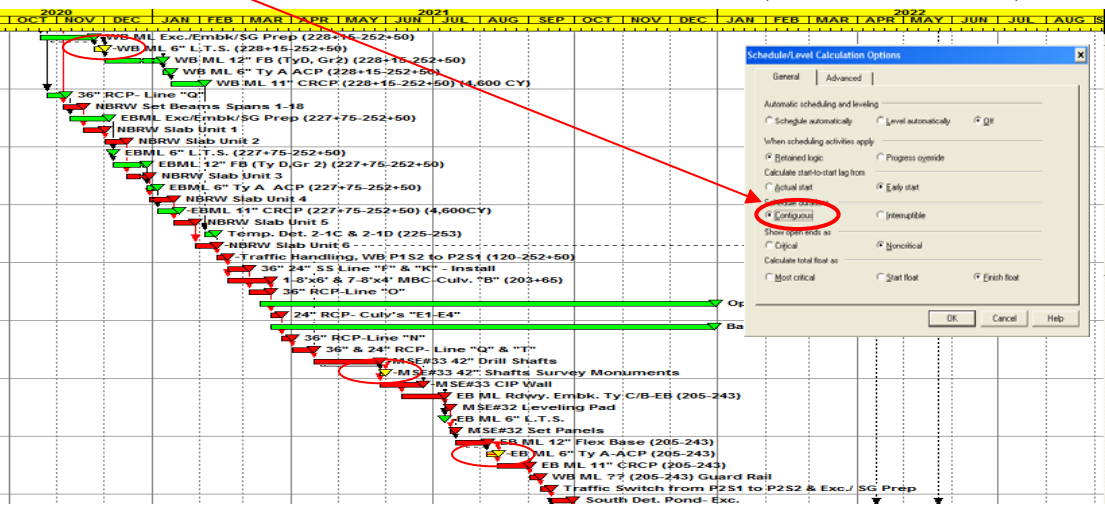 2020 2021 2022
OCT NOV DEC JAN FEB MAR APR MAY JUN JUL AUG SEP OCT NOV DEC JAN FEB MAR APR MAY JUN JUL AUG S
WB ML Exc./Embk/SG Prep (228+15-252+50)
WB ML 6" L.T.S. (228+15-252+50)
WB ML 12" FB (TyD, Gr2) (228+15-252+50)
WB ML 6" Ty A ACP (228+15-252+50)
WB ML 11" CRCP (228+15-252+50) (4,600 CY)
36" RCP- Line "Q"
NBRW Set Beams Spans 1-18
EBML Exc/Embk/SG Prep (227+75-252+50)
NBRW Slab Unit 1
NBRW Slab Unit 2
EBML 6" L.T.S. (227+75-252+50)
EBML 12" FB (Ty D,Gr 2) (227+75-252+50)
NBRW Slab Unit 3
EBML 6" Ty A ACP (227+75-252+50)
NBRW Slab Unit 4
EBML 11" CRCP (227+75-252+50) (4,600CY)
NBRW Slab Unit 5
Temp. Det. 2-1C & 2-1D (225-253)
NBRW Slab Unit 6
Traffic Handling, WB P1S2 to P2S1 (120-252+50)
36" 24" SS Line "F" & "K" - Install
1-8'x6' & 7-8'x4' MBC-Culv. "B" (203+65)
36" RCP-Line "O"
Op
24" RCP- Culv's "E1-E4"
Ba
36" RCP-Line "N"
36" & 24" RCP- Line "Q" & "T"
MSE#33 42" Drill Shafts
MSE#33 42" Shafts Survey Monuments
MSE#33 CIP Wall
EB ML Rdwy. Embk. Ty C/B-EB (205-243)
MSE#32 Leveling Pad
EB ML 6" L.T.S.
MSE#32 Set Panels
EB ML 12" Flex Base (205-243)
EB ML 6" Ty A-ACP (205-243)
EB ML 11" CRCP (205-243)
WB ML ?? (205-243) Guard Rail
Traffic Switch from P2S1 to P2S2 & Exc./ SG Prep
South Det. Pond- Exc.
Schedule/Level Calculation Options
General Advanced
Automatic scheduling and leveling
Schedule automatically Level automatically Off
When scheduling activities apply
Retained logic Progress override
Calculate start-to-start lag from
Actual start Early start
Schedule durations
Contiguous Interruptible
Show open ends as
Critical Noncritical
Calculate total float as
Most critical Start float Finish float
OK Cancel Help